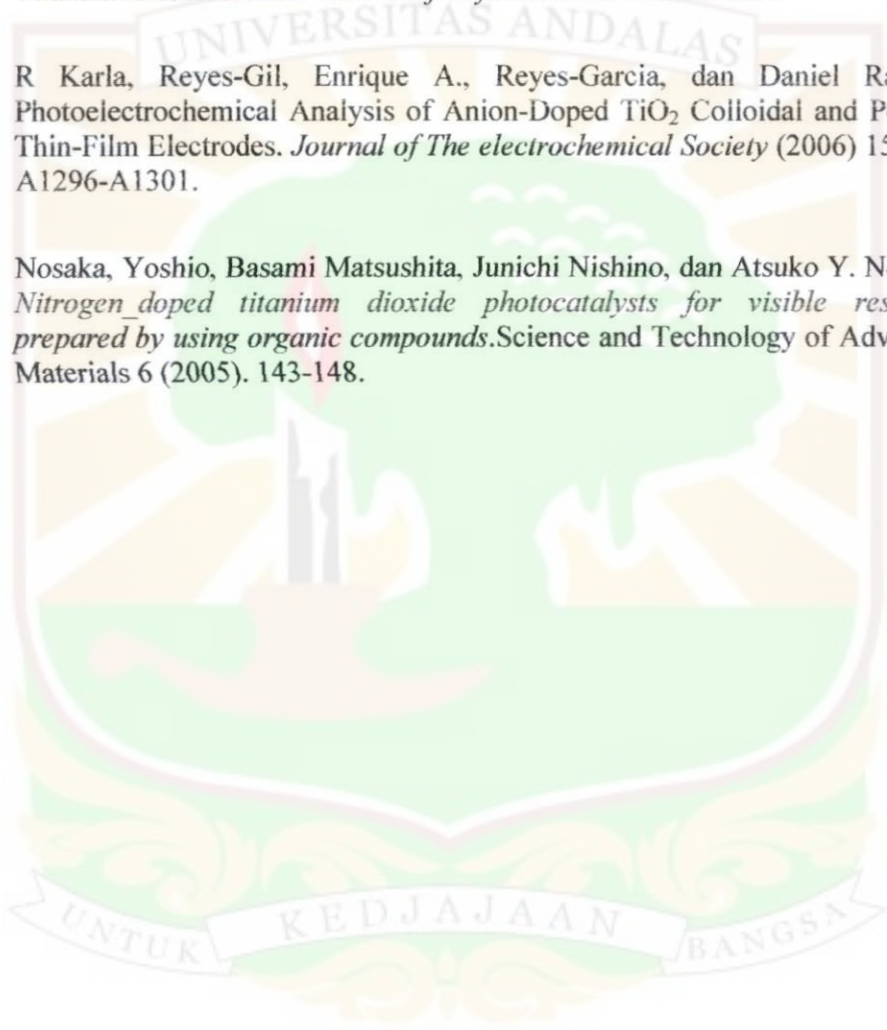 UNIVERSITAS ANDALAS
R Karla, Reyes-Gil, Enrique A., Reyes-Garcia, dan Daniel
Photoelectrochemical Analysis of Anion-Doped TiO₂ Colloidal and
Thin-Film Electrodes. Journal of The electrochemical Society (2006)
A1296-A1301.
Nosaka, Yoshio, Basami Matsushita, Junichi Nishino, dan Atsuko Y.
Nitrogen_doped titanium dioxide photocatalysts for visible
prepared by using organic compounds.Science and Technology of
Materials 6 (2005). 143-148.
UNTUK KEDJAJAAN BANGSA